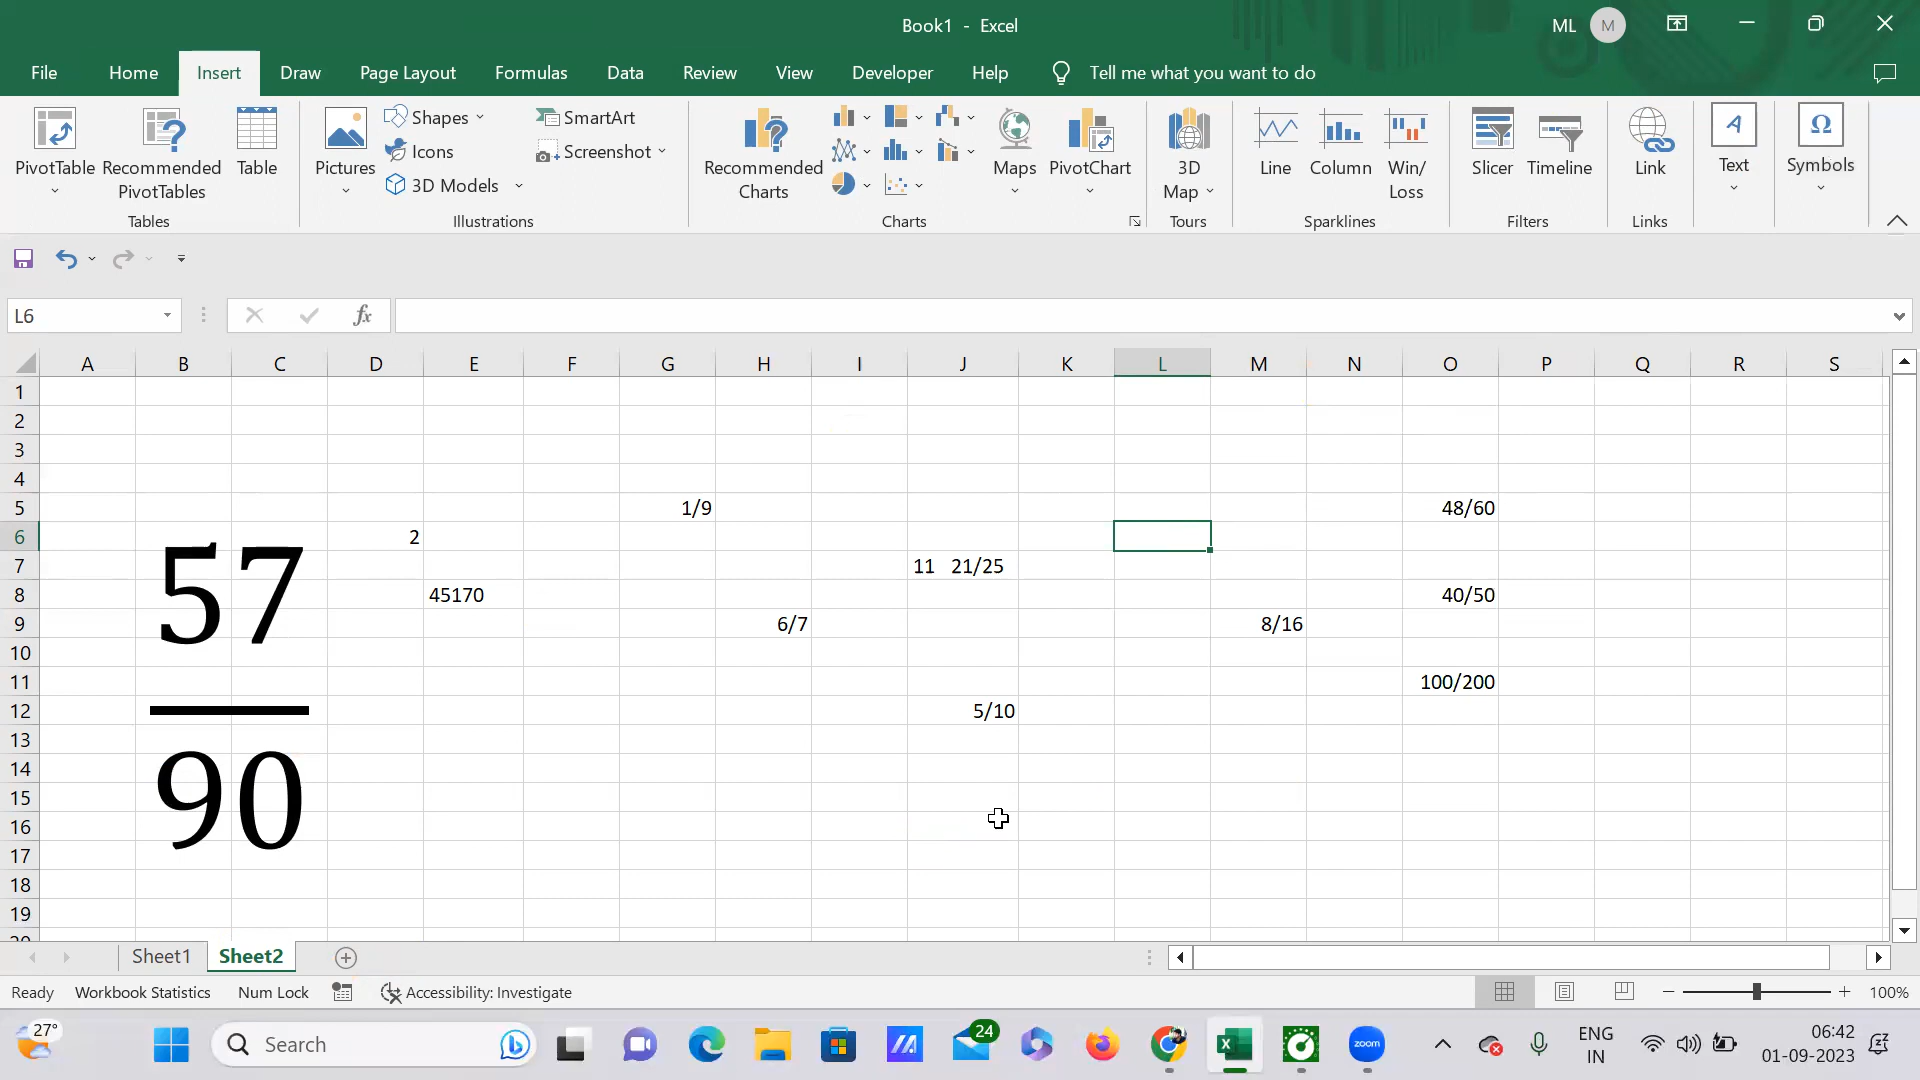 Book1 - Excel
ML M
File Home Insert Draw Page Layout Formulas Data Review View Developer Help Tell me what you want to do
PivotTable
Recommended PivotTables
Table
Tables
Pictures
Shapes
Icons
3D Models
SmartArt
Screenshot
Illustrations
Recommended Charts
Maps
PivotChart
Charts
3D Map
Tours
Line
Column
Win/Loss
Sparklines
Slicer
Timeline
Filters
Link
Links
A
Text
Ω
Symbols
L6
fx
A B C D E F G H I J K L M N O P Q R S
1
2
3
4
5 1/9 48/60
6 2
7 11 21/25
8 45170 40/50
9 6/7 8/16
10
11 100/200
12 5/10
13
14
15
16
17
18
19
20
57
90
Sheet1 Sheet2
Ready Workbook Statistics Num Lock Accessibility: Investigate 100%
27°
Search
24
zoom
ENG
IN
06:42
01-09-2023